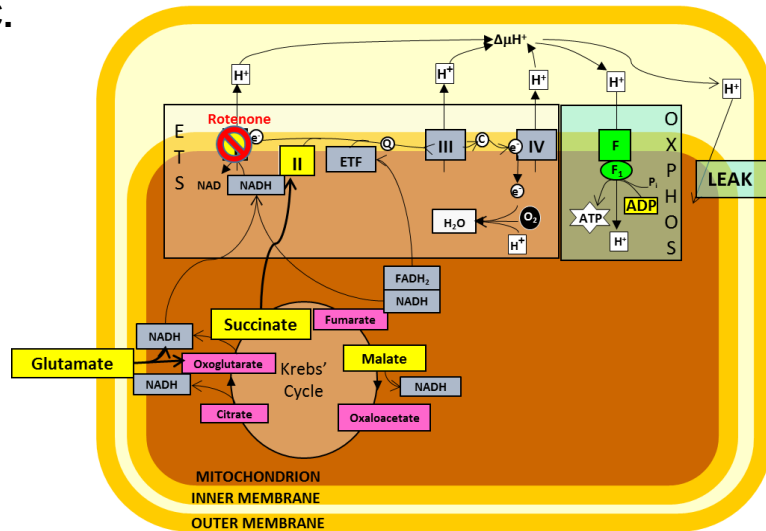 C.
ΔμH⁺
H⁺
H⁺
H⁺
H⁺
H⁺
E
T
S
Rotenone
e⁻
Q
C
e⁻
II
ETF
III
IV
NAD
NADH
e⁻
H₂O
O₂
H⁺
O
X
P
H
O
S
F
F₁
Pᵢ
ADP
ATP
H⁺
LEAK
FADH₂
NADH
Succinate
Fumarate
NADH
Glutamate
Oxoglutarate
Krebs'
Cycle
Malate
NADH
NADH
Citrate
Oxaloacetate
MITOCHONDRION
INNER MEMBRANE
OUTER MEMBRANE